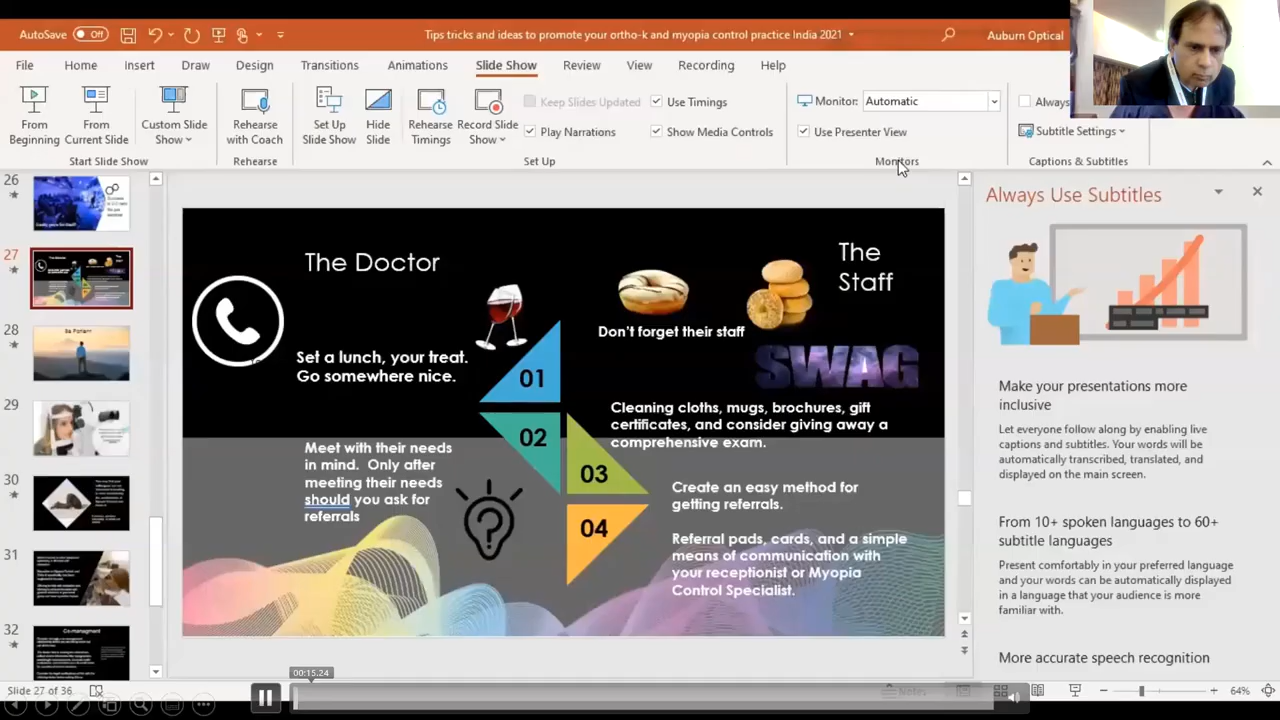 AutoSave Off
Tips tricks and ideas to promote your ortho-k and myopia control practice India 2021
Auburn Optical
File Home Insert Draw Design Transitions Animations Slide Show Review View Recording Help
From Beginning
From Current Slide
Custom Slide Show
Rehearse with Coach
Set Up Slide Show
Hide Slide
Rehearse Timings
Record Slide Show
Keep Slides Updated
Use Timings
Play Narrations
Show Media Controls
Monitor: Automatic
Use Presenter View
Always
Subtitle Settings
Start Slide Show
Rehearse
Set Up
Monitors
Captions & Subtitles
26
27
28
29
30
31
32
The Doctor
The
Staff
Don't forget their staff
SWAG
Set a lunch, your treat.
Go somewhere nice.
01
Cleaning cloths, mugs, brochures, gift
certificates, and consider giving away a
comprehensive exam.
02
Meet with their needs
in mind. Only after
meeting their needs
should you ask for
referrals
03
Create an easy method for
getting referrals.
04
Referral pads, cards, and a simple
means of communication with
your receptionist or Myopia
Control Specialist.
Always Use Subtitles
Make your presentations more
inclusive
Let everyone follow along by enabling live
captions and subtitles. Your words will be
automatically transcribed, translated, and
displayed on the main screen.
From 10+ spoken languages to 60+
subtitle languages
Present comfortably in your preferred language
and your words can be automatically displayed
in a language that your audience is more
familiar with.
More accurate speech recognition
00:15.24
Slide 27 of 36
Notes
64%